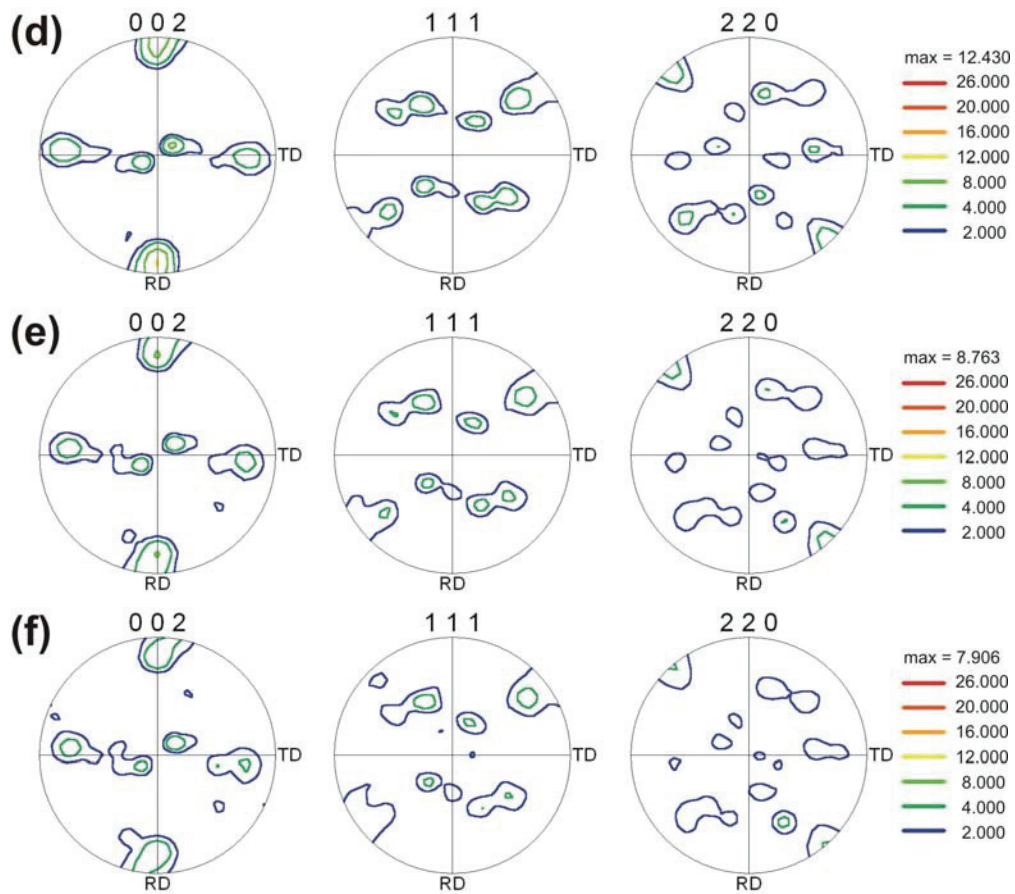 (d)
0 0 2
1 1 1
2 2 0
TD
TD
TD
RD
RD
RD
max = 12.430
26.000
20.000
16.000
12.000
8.000
4.000
2.000
(e)
0 0 2
1 1 1
2 2 0
TD
TD
TD
RD
RD
RD
max = 8.763
26.000
20.000
16.000
12.000
8.000
4.000
2.000
(f)
0 0 2
1 1 1
2 2 0
TD
TD
TD
RD
RD
RD
max = 7.906
26.000
20.000
16.000
12.000
8.000
4.000
2.000